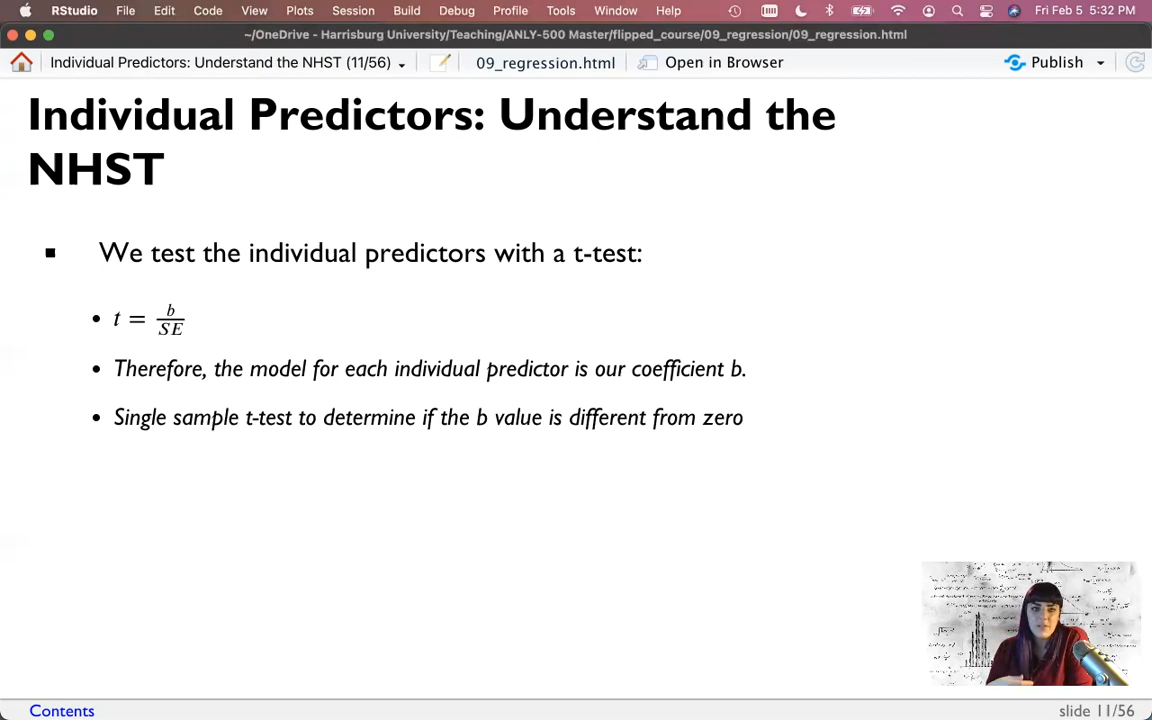 RStudio File Edit Code View Plots Session Build Debug Profile Tools Window Help Fri Feb 5 5:32 PM
~/OneDrive - Harrisburg University/Teaching/ANLY-500 Master/flipped_course/09_regression/09_regression.html
Individual Predictors: Understand the NHST (11/56) 09_regression.html Open in Browser Publish
Individual Predictors: Understand the
NHST
We test the individual predictors with a t-test:
t = b/SE
Therefore, the model for each individual predictor is our coefficient b.
Single sample t-test to determine if the b value is different from zero
Contents slide 11/56